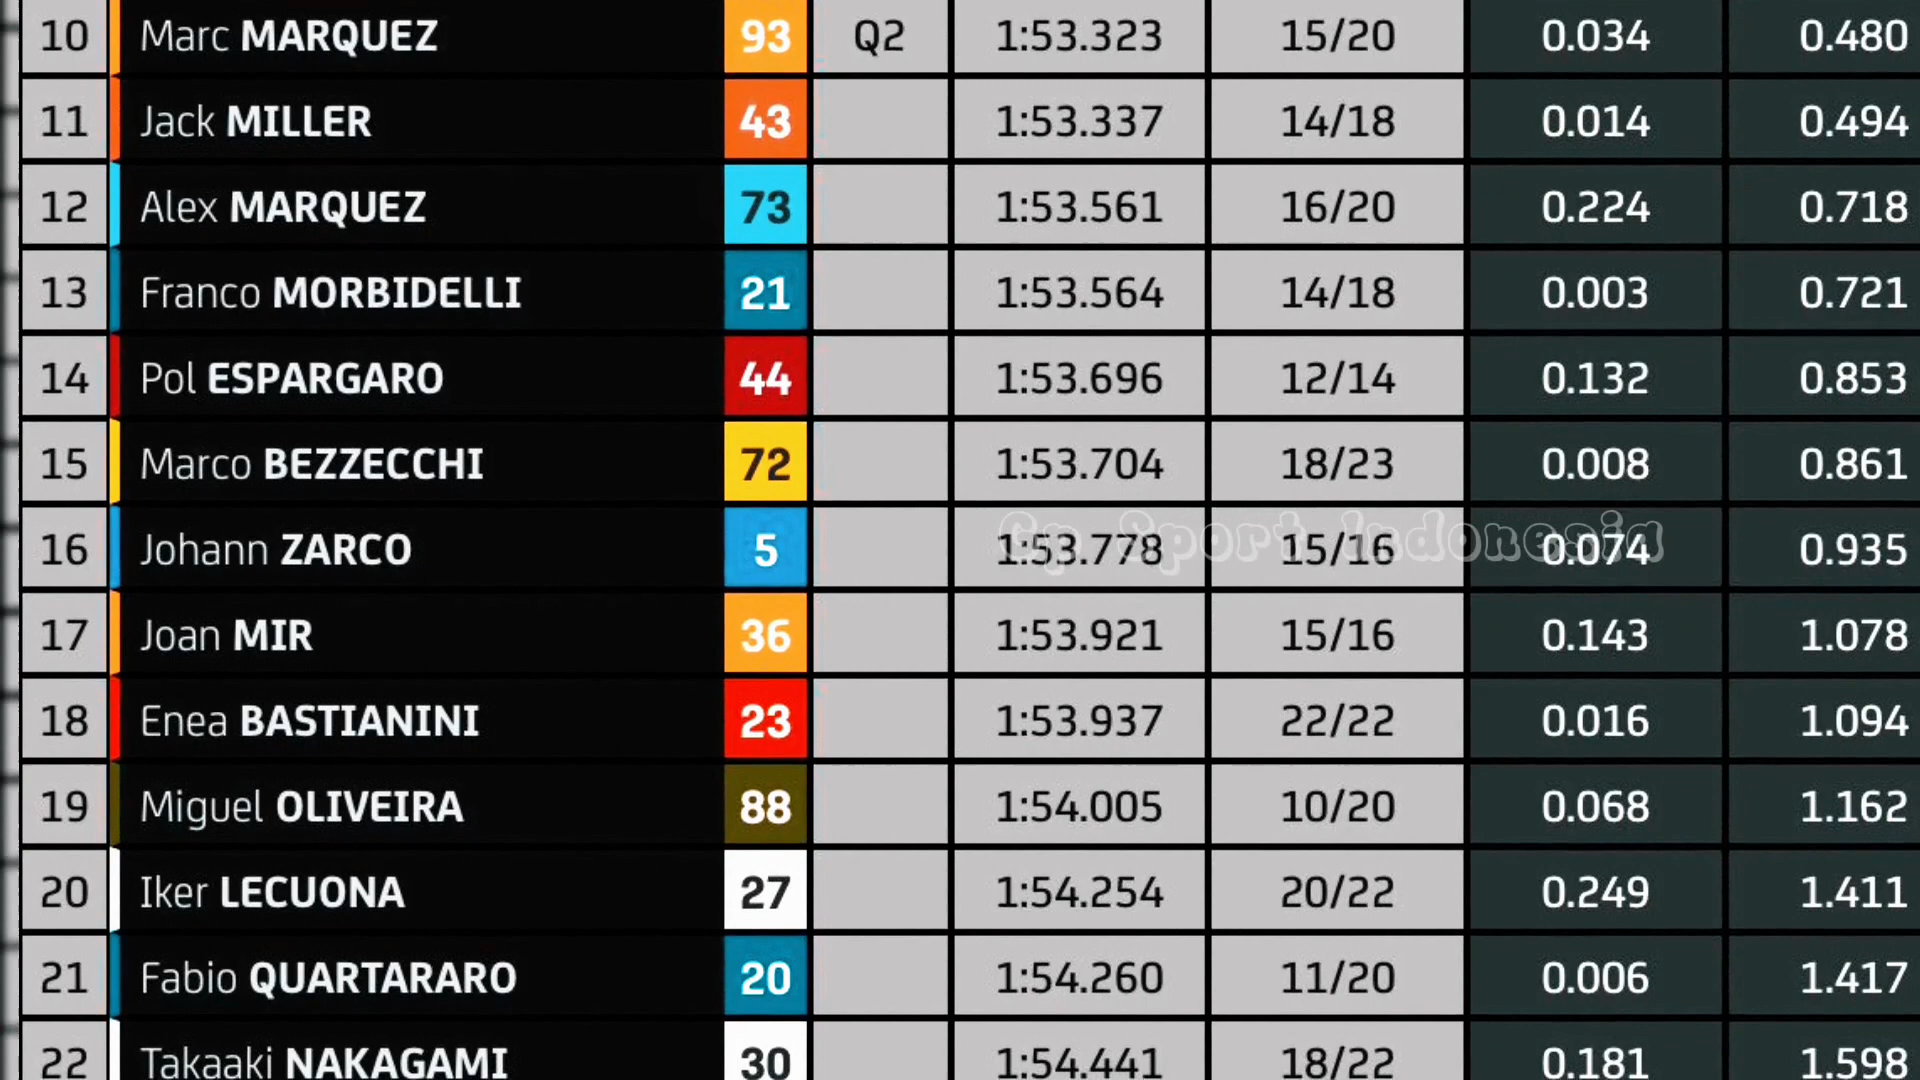 10 Marc MARQUEZ 93 Q2 1:53.323 15/20 0.034 0.480
11 Jack MILLER 43 1:53.337 14/18 0.014 0.494
12 Alex MARQUEZ 73 1:53.561 16/20 0.224 0.718
13 Franco MORBIDELLI 21 1:53.564 14/18 0.003 0.721
14 Pol ESPARGARO 44 1:53.696 12/14 0.132 0.853
15 Marco BEZZECCHI 72 1:53.704 18/23 0.008 0.861
16 Johann ZARCO 5 1:53.778 15/16 0.074 0.935
Gp Sport Indonesia
17 Joan MIR 36 1:53.921 15/16 0.143 1.078
18 Enea BASTIANINI 23 1:53.937 22/22 0.016 1.094
19 Miguel OLIVEIRA 88 1:54.005 10/20 0.068 1.162
20 Iker LECUONA 27 1:54.254 20/22 0.249 1.411
21 Fabio QUARTARARO 20 1:54.260 11/20 0.006 1.417
22 Takaaki NAKAGAMI 30 1:54.441 18/22 0.181 1.598